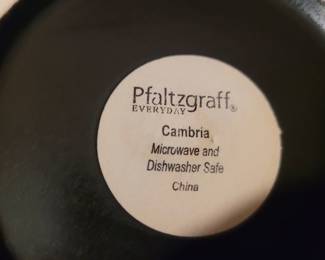 Pfaltzgraff®
EVERYDAY
Cambria
Microwave and
Dishwasher Safe
China